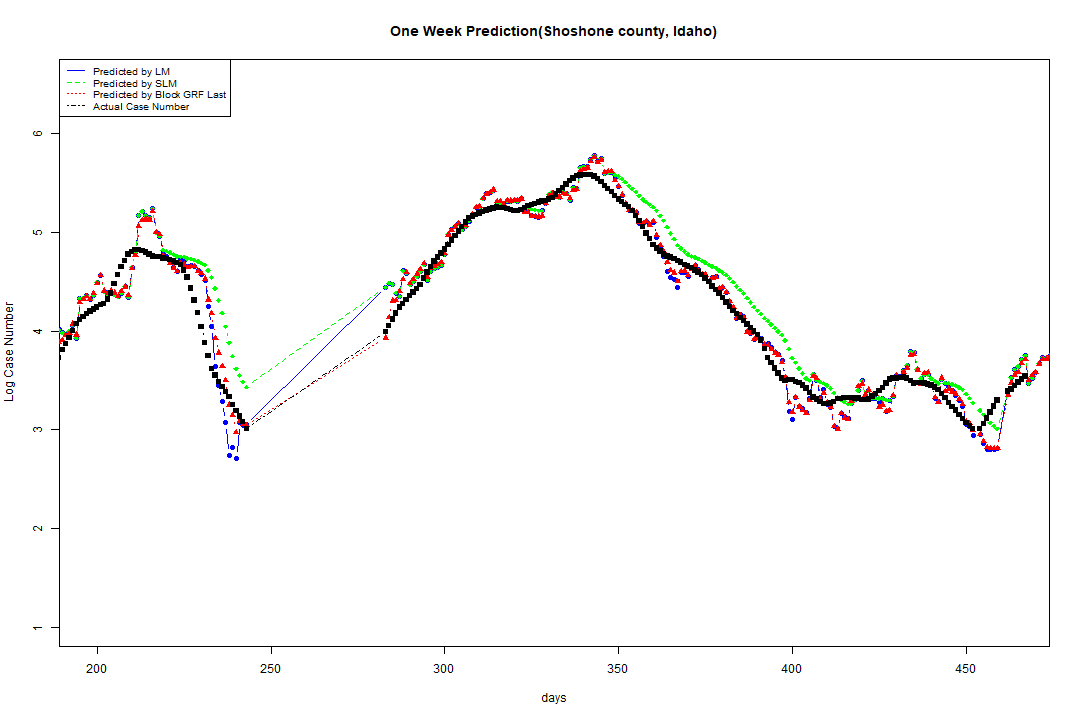 One Week Prediction(Shoshone county, Idaho)
Predicted by LM
Predicted by SLM
Predicted by Block GRF Last
Actual Case Number
6
5
4
3
2
1
Log Case Number
200 250 300 350 400 450
days